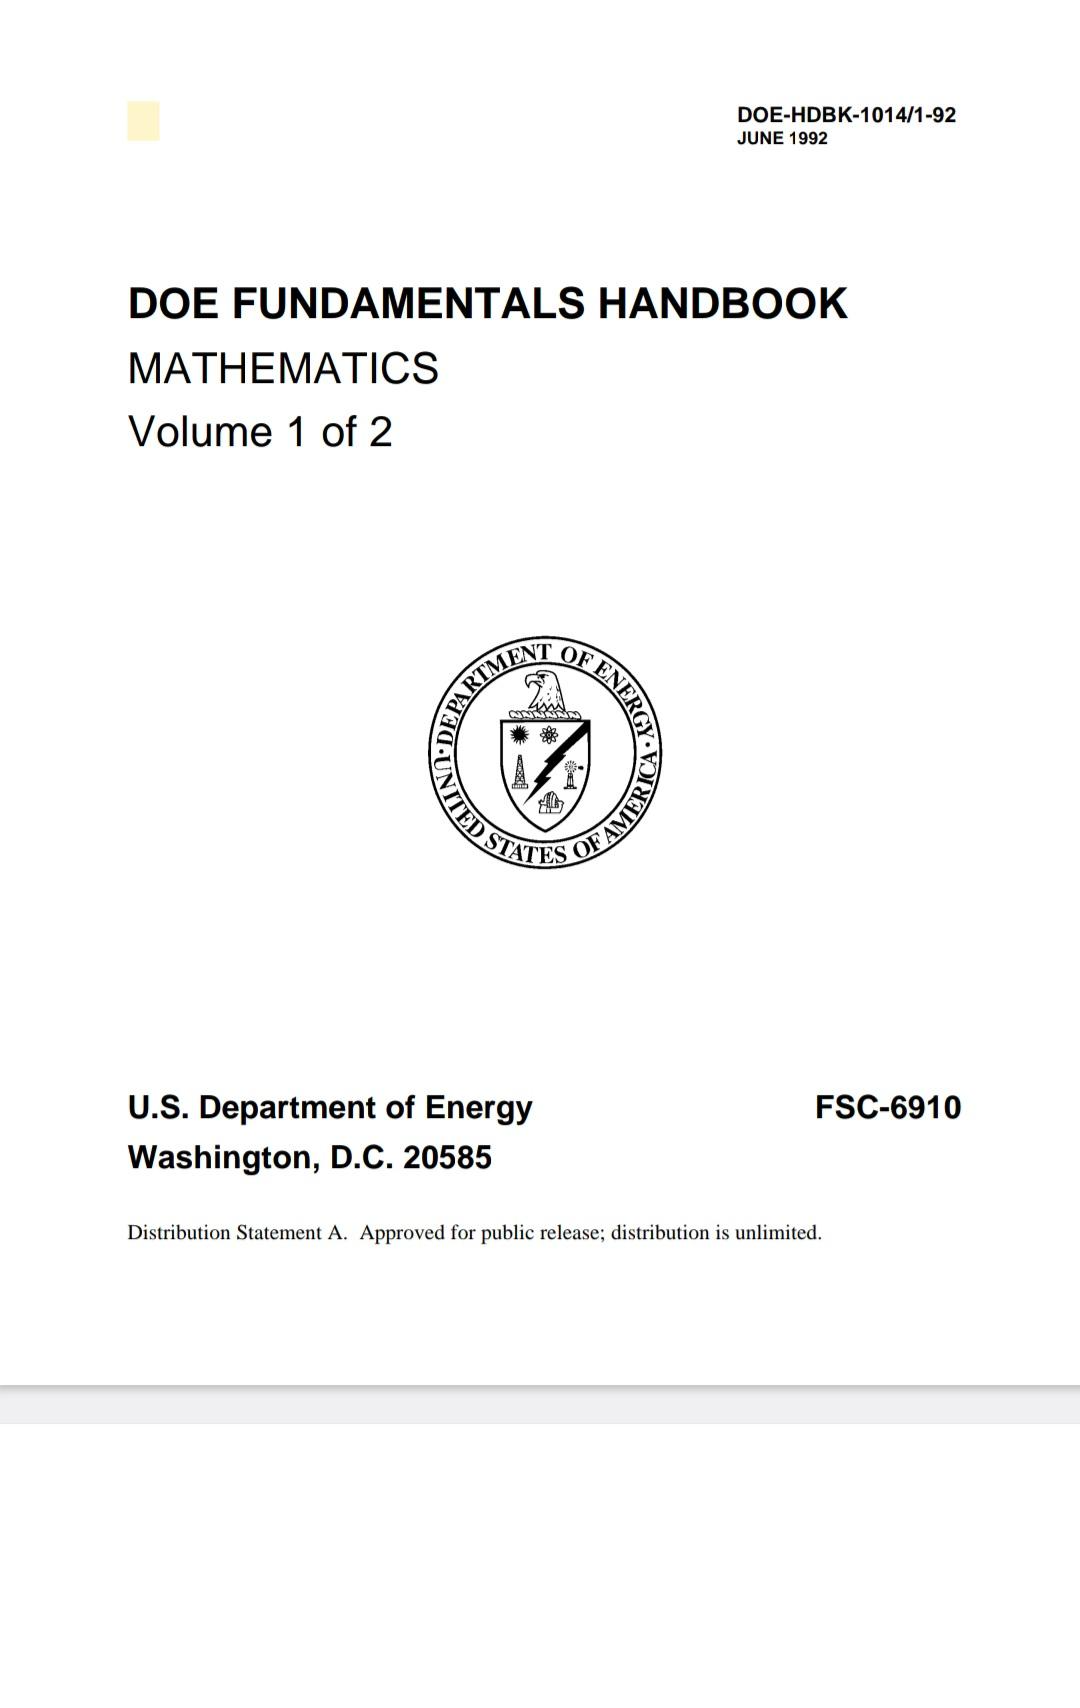 DOE-HDBK-1014/1-92
JUNE 1992
DOE FUNDAMENTALS HANDBOOK
MATHEMATICS
Volume 1 of 2
DEPARTMENT OF ENERGY
UNITED STATES OF AMERICA
U.S. Department of Energy
FSC-6910
Washington, D.C. 20585
Distribution Statement A. Approved for public release; distribution is unlimited.